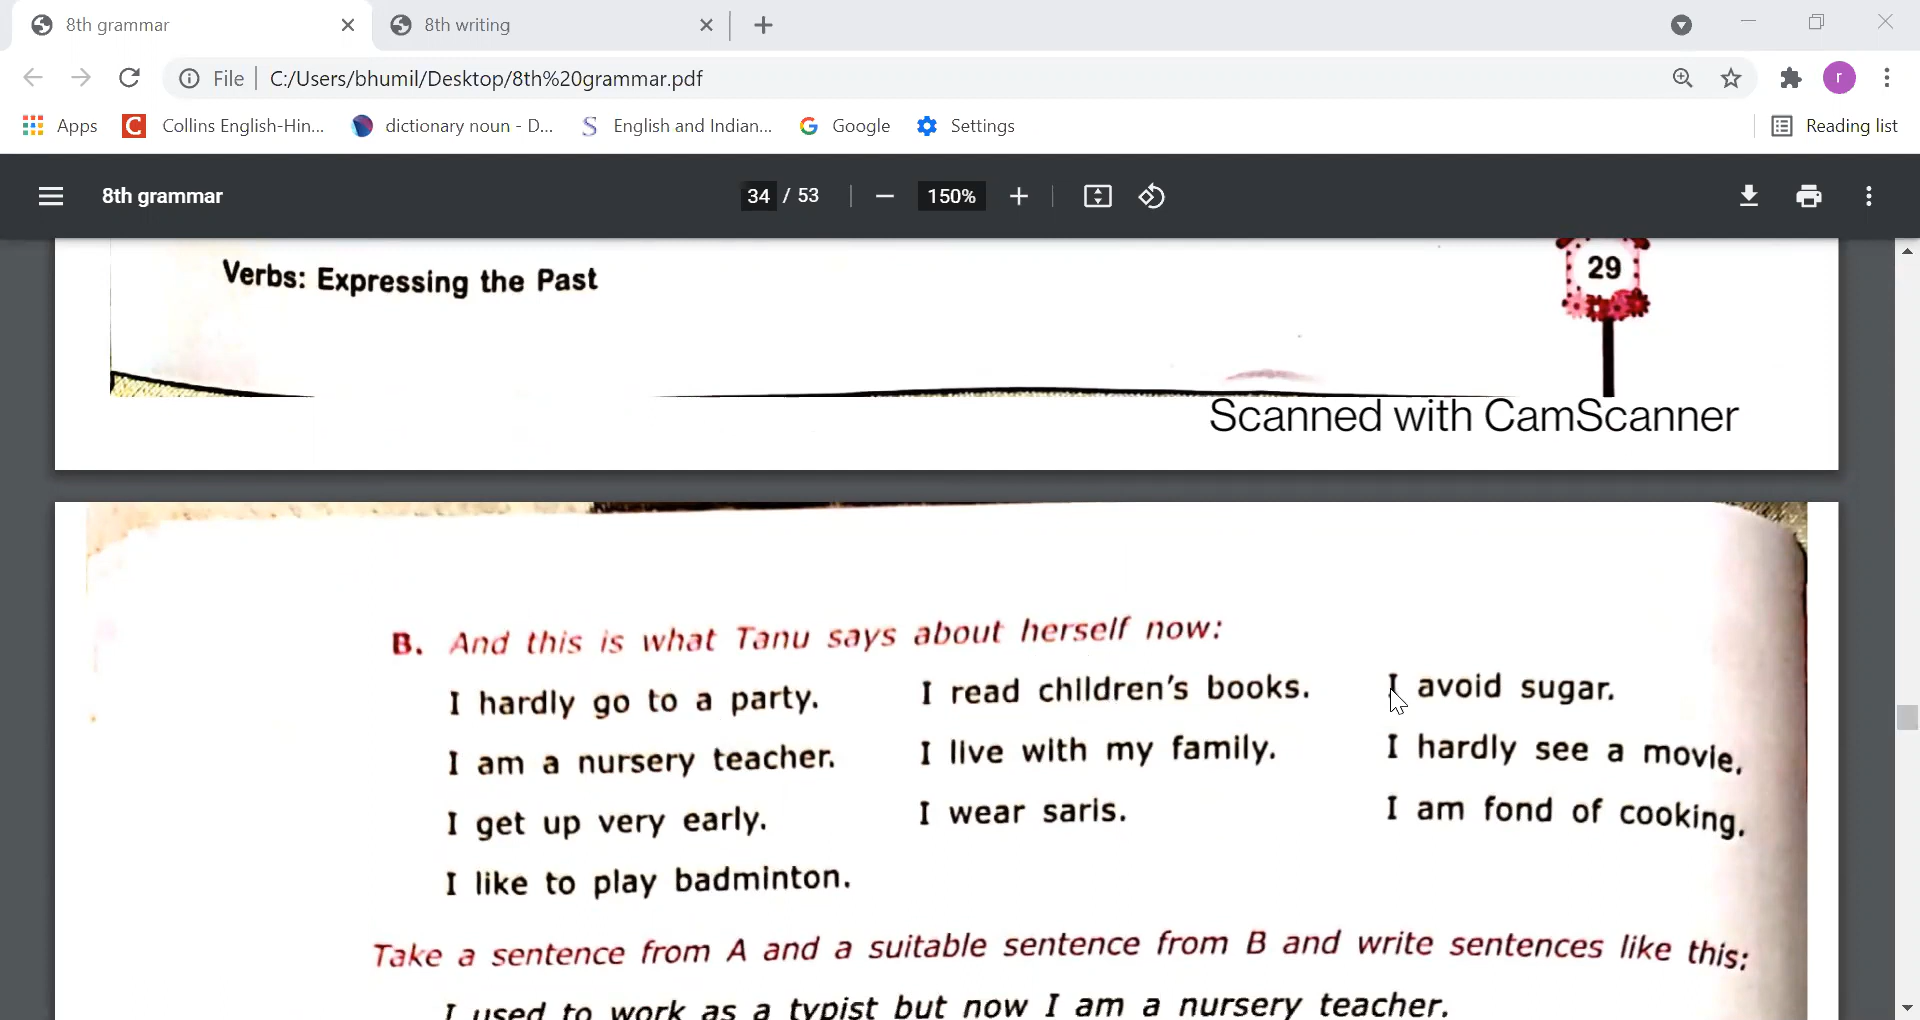 8th grammar
8th writing
File
C:/Users/bhumil/Desktop/8th%20grammar.pdf
r
Apps
Collins English-Hin...
dictionary noun - D...
English and Indian...
Google
Settings
Reading list
8th grammar
34 / 53
150%
Verbs: Expressing the Past
29
Scanned with CamScanner
B. And this is what Tanu says about herself now:
I hardly go to a party. I read children's books. I avoid sugar.
I am a nursery teacher. I live with my family. I hardly see a movie.
I get up very early. I wear saris. I am fond of cooking.
I like to play badminton.
Take a sentence from A and a suitable sentence from B and write sentences like this:
I used to work as a typist but now I am a nursery teacher.